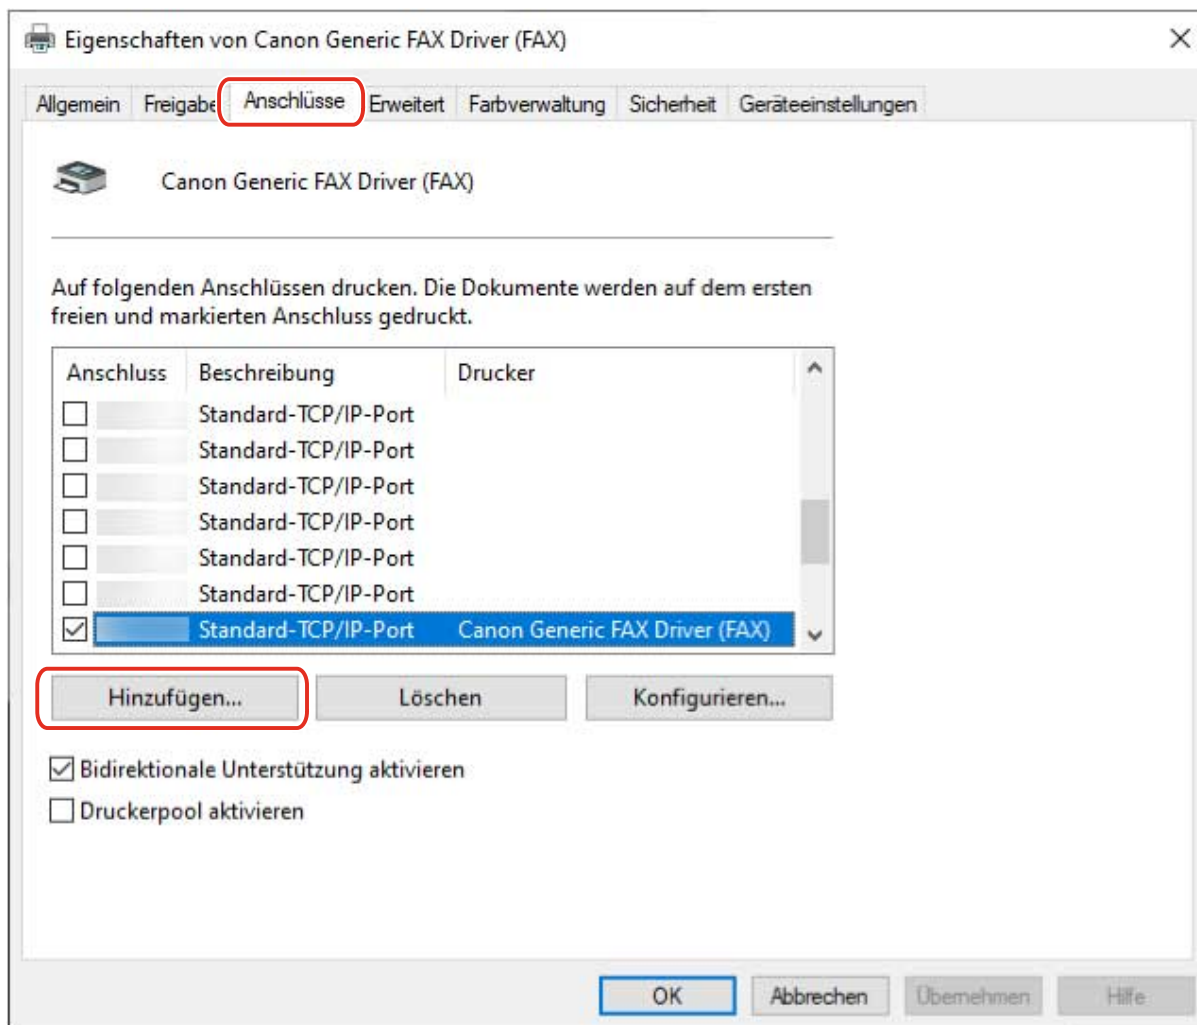 Eigenschaften von Canon Generic FAX Driver (FAX)
Allgemein Freigabe Anschlüsse Erweitert Farbverwaltung Sicherheit Geräteeinstellungen
Canon Generic FAX Driver (FAX)
Auf folgenden Anschlüssen drucken. Die Dokumente werden auf dem ersten
freien und markierten Anschluss gedruckt.
Anschluss Beschreibung Drucker
Standard-TCP/IP-Port
Standard-TCP/IP-Port
Standard-TCP/IP-Port
Standard-TCP/IP-Port
Standard-TCP/IP-Port
Standard-TCP/IP-Port
Standard-TCP/IP-Port Canon Generic FAX Driver (FAX)
Hinzufügen... Löschen Konfigurieren...
Bidirektionale Unterstützung aktivieren
Druckerpool aktivieren
OK Abbrechen Übernehmen Hilfe